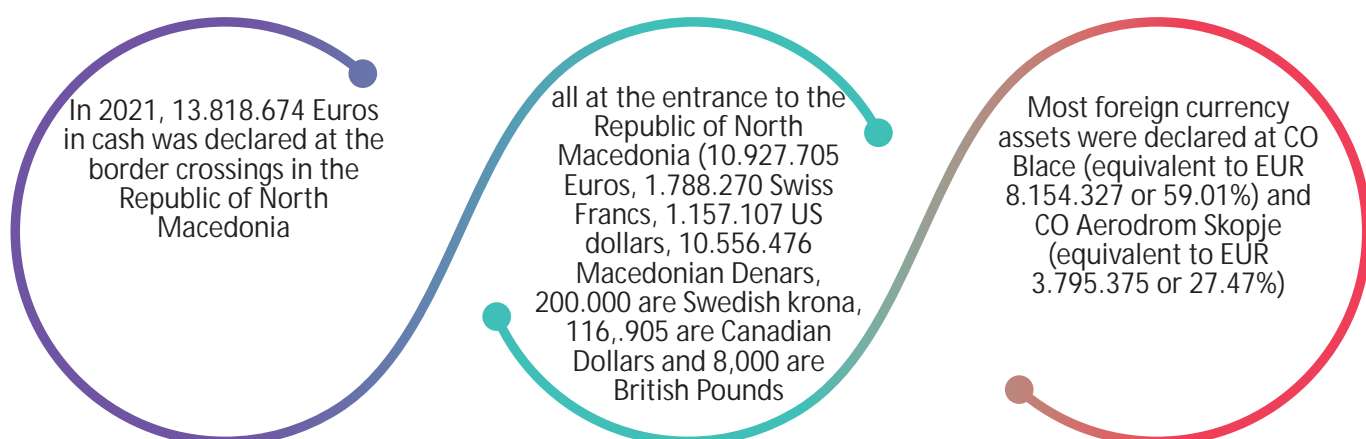 In 2021, 13.818.674 Euros
in cash was declared at the
border crossings in the
Republic of North
Macedonia
all at the entrance to the
Republic of North
Macedonia (10.927.705
Euros, 1.788.270 Swiss
Francs, 1.157.107 US
dollars, 10.556.476
Macedonian Denars,
200.000 are Swedish krona,
116,.905 are Canadian
Dollars and 8,000 are
British Pounds
Most foreign currency
assets were declared at CO
Blace (equivalent to EUR
8.154.327 or 59.01%) and
CO Aerodrom Skopje
(equivalent to EUR
3.795.375 or 27.47%)